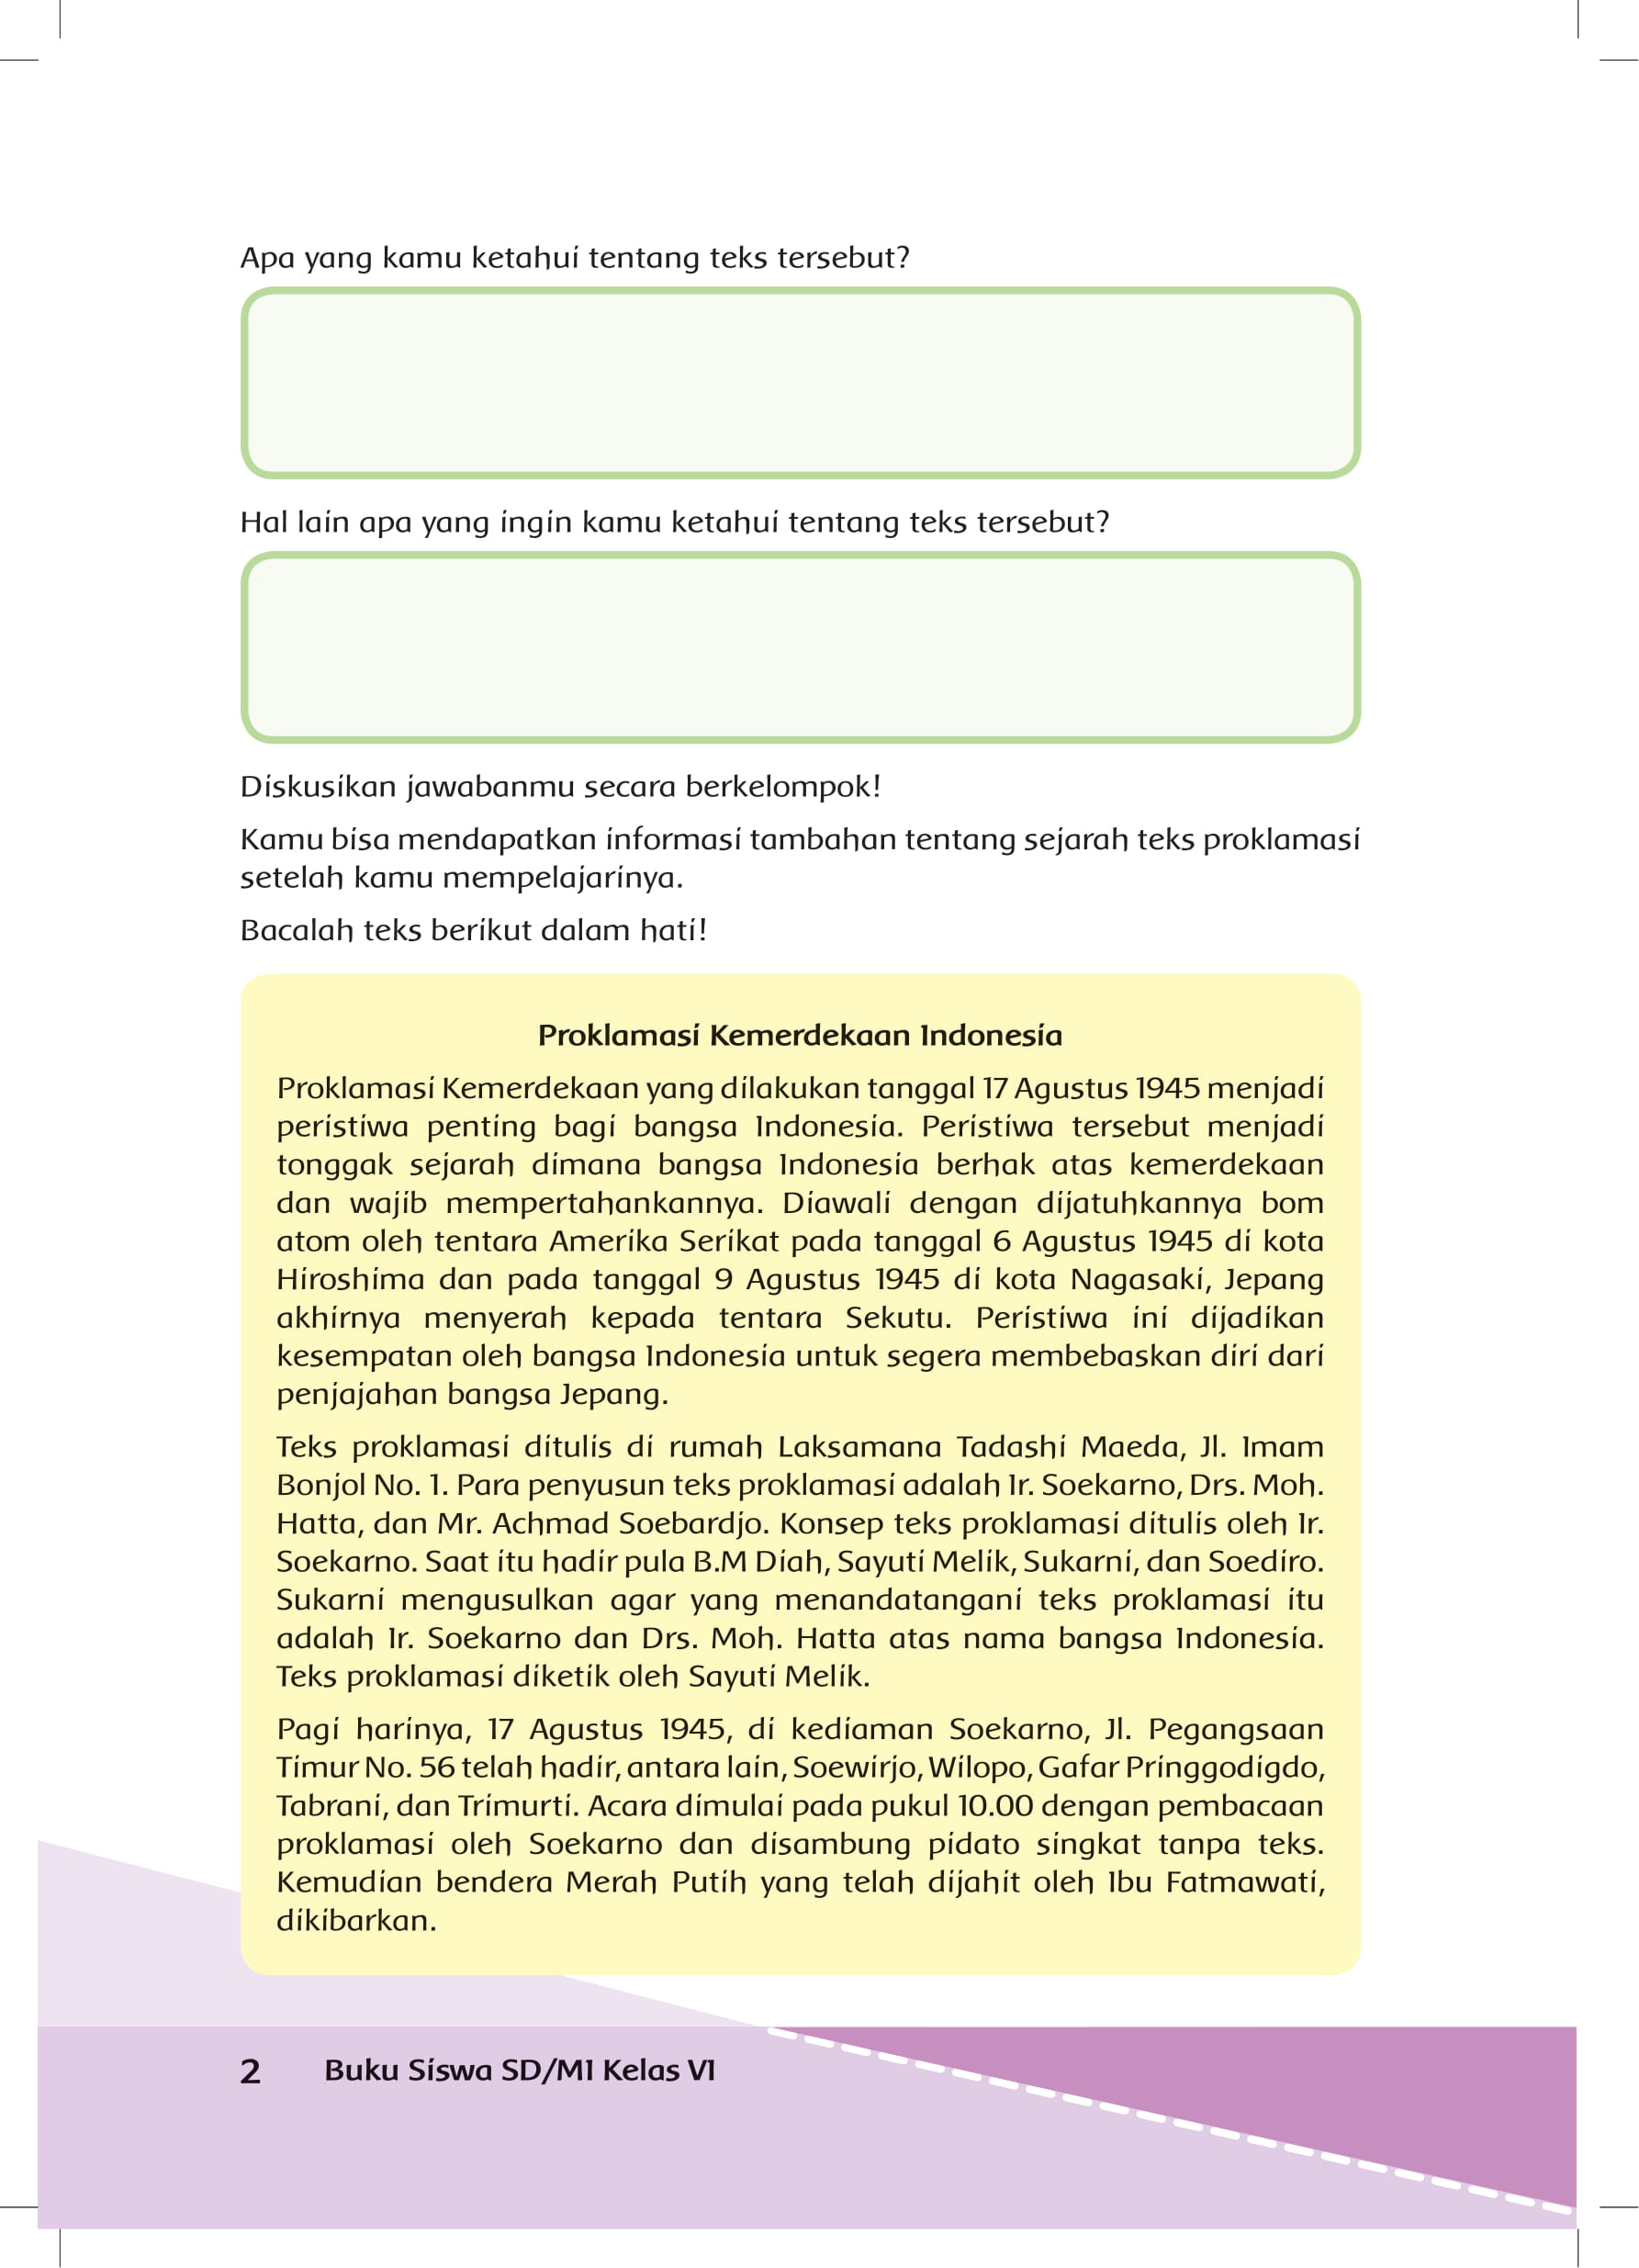 Apa yang kamu ketahui tentang teks tersebut?
Hal lain apa yang ingin kamu ketahui tentang teks tersebut?
Diskusikan jawabanmu secara berkelompok!
Kamu bisa mendapatkan informasi tambahan tentang sejarah teks proklamasi
setelah kamu mempelajarinya.
Bacalah teks berikut dalam hati!
Proklamasi Kemerdekaan Indonesia
Proklamasi Kemerdekaan yang dilakukan tanggal 17 Agustus 1945 menjadi
peristiwa penting bagi bangsa Indonesia. Peristiwa tersebut menjadi
tonggak sejarah dimana bangsa Indonesia berhak atas kemerdekaan
dan wajib mempertahankannya. Diawali dengan dijatuhkannya bom
atom oleh tentara Amerika Serikat pada tanggal 6 Agustus 1945 di kota
Hiroshima dan pada tanggal 9 Agustus 1945 di kota Nagasaki, Jepang
akhirnya menyerah kepada tentara Sekutu. Peristiwa ini dijadikan
kesempatan oleh bangsa Indonesia untuk segera membebaskan diri dari
penjajahan bangsa Jepang.
Teks proklamasi ditulis di rumah Laksamana Tadashi Maeda, Jl. Imam
Bonjol No. 1. Para penyusun teks proklamasi adalah Ir. Soekarno, Drs. Moh.
Hatta, dan Mr. Achmad Soebardjo. Konsep teks proklamasi ditulis oleh Ir.
Soekarno. Saat itu hadir pula B.M Diah, Sayuti Melik, Sukarni, dan Soediro.
Sukarni mengusulkan agar yang menandatangani teks proklamasi itu
adalah Ir. Soekarno dan Drs. Moh. Hatta atas nama bangsa Indonesia.
Teks proklamasi diketik oleh Sayuti Melik.
Pagi harinya, 17 Agustus 1945, di kediaman Soekarno, Jl. Pegangsaan
Timur No. 56 telah hadir, antara lain, Soewirjo, Wilopo, Gafar Pringgodigdo,
Tabrani, dan Trimurti. Acara dimulai pada pukul 10.00 dengan pembacaan
proklamasi oleh Soekarno dan disambung pidato singkat tanpa teks.
Kemudian bendera Merah Putih yang telah dijahit oleh Ibu Fatmawati,
dikibarkan.
2 Buku Siswa SD/MI Kelas VI